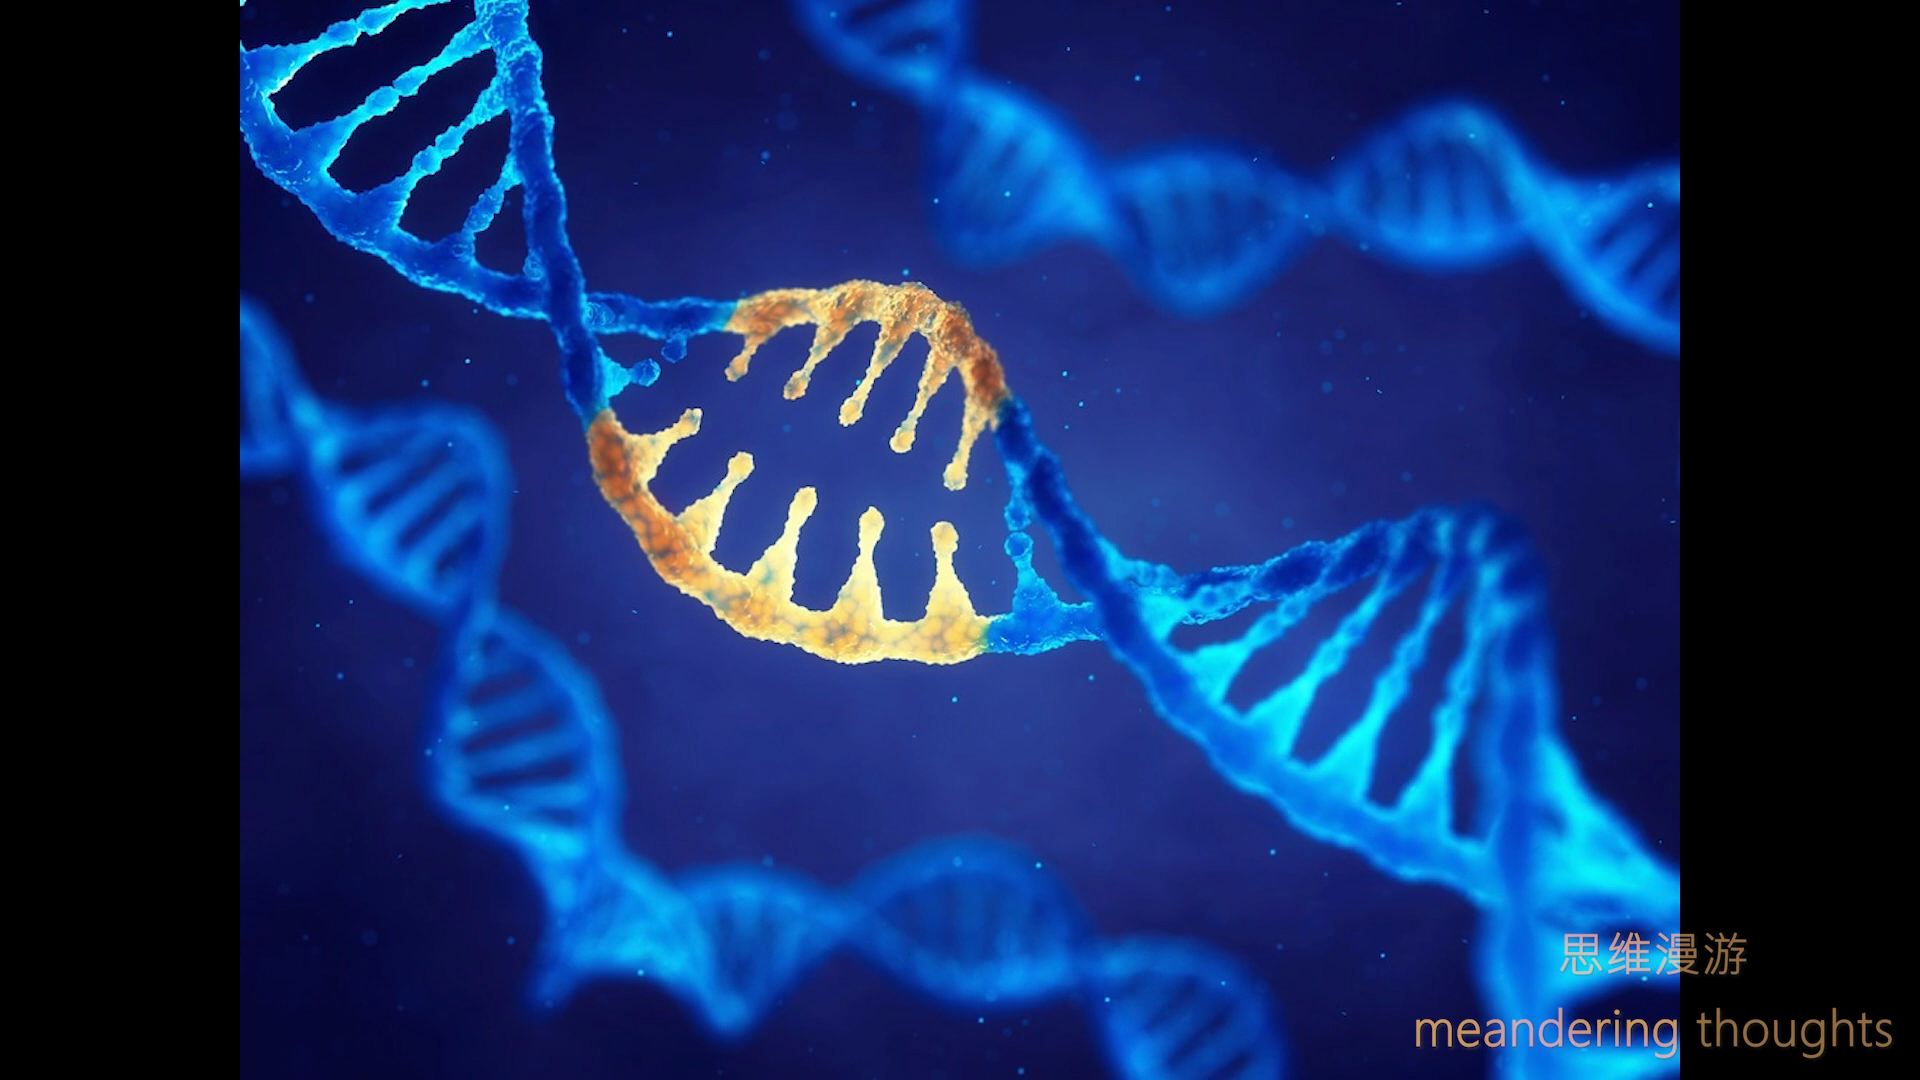 思维漫游
meandering thoughts